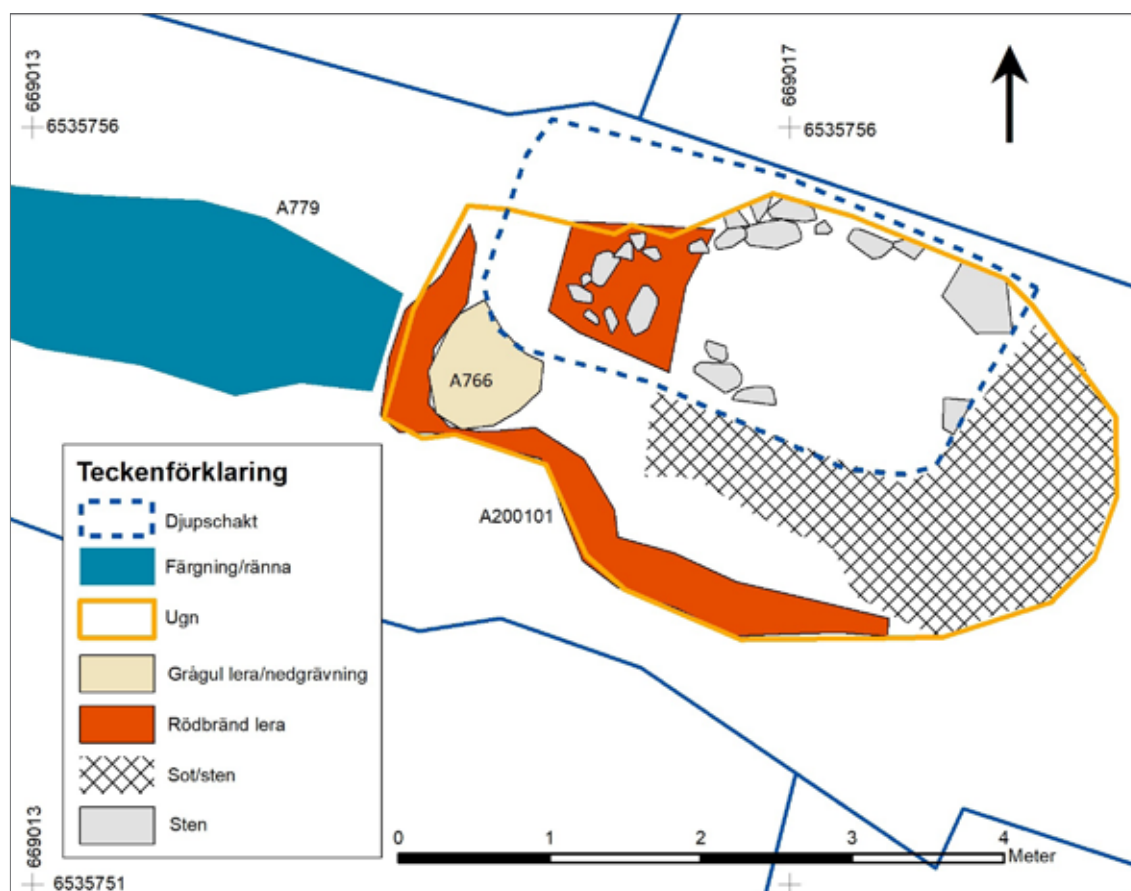 669013
6535756
669017
6535756
A779
A766
A200101
Teckenförklaring
Djupschakt
Färgning/ränna
Ugn
Grågul lera/nedgrävning
Rödbränd lera
Sot/sten
Sten
0 1 2 3 4
Meter
669013
6535751